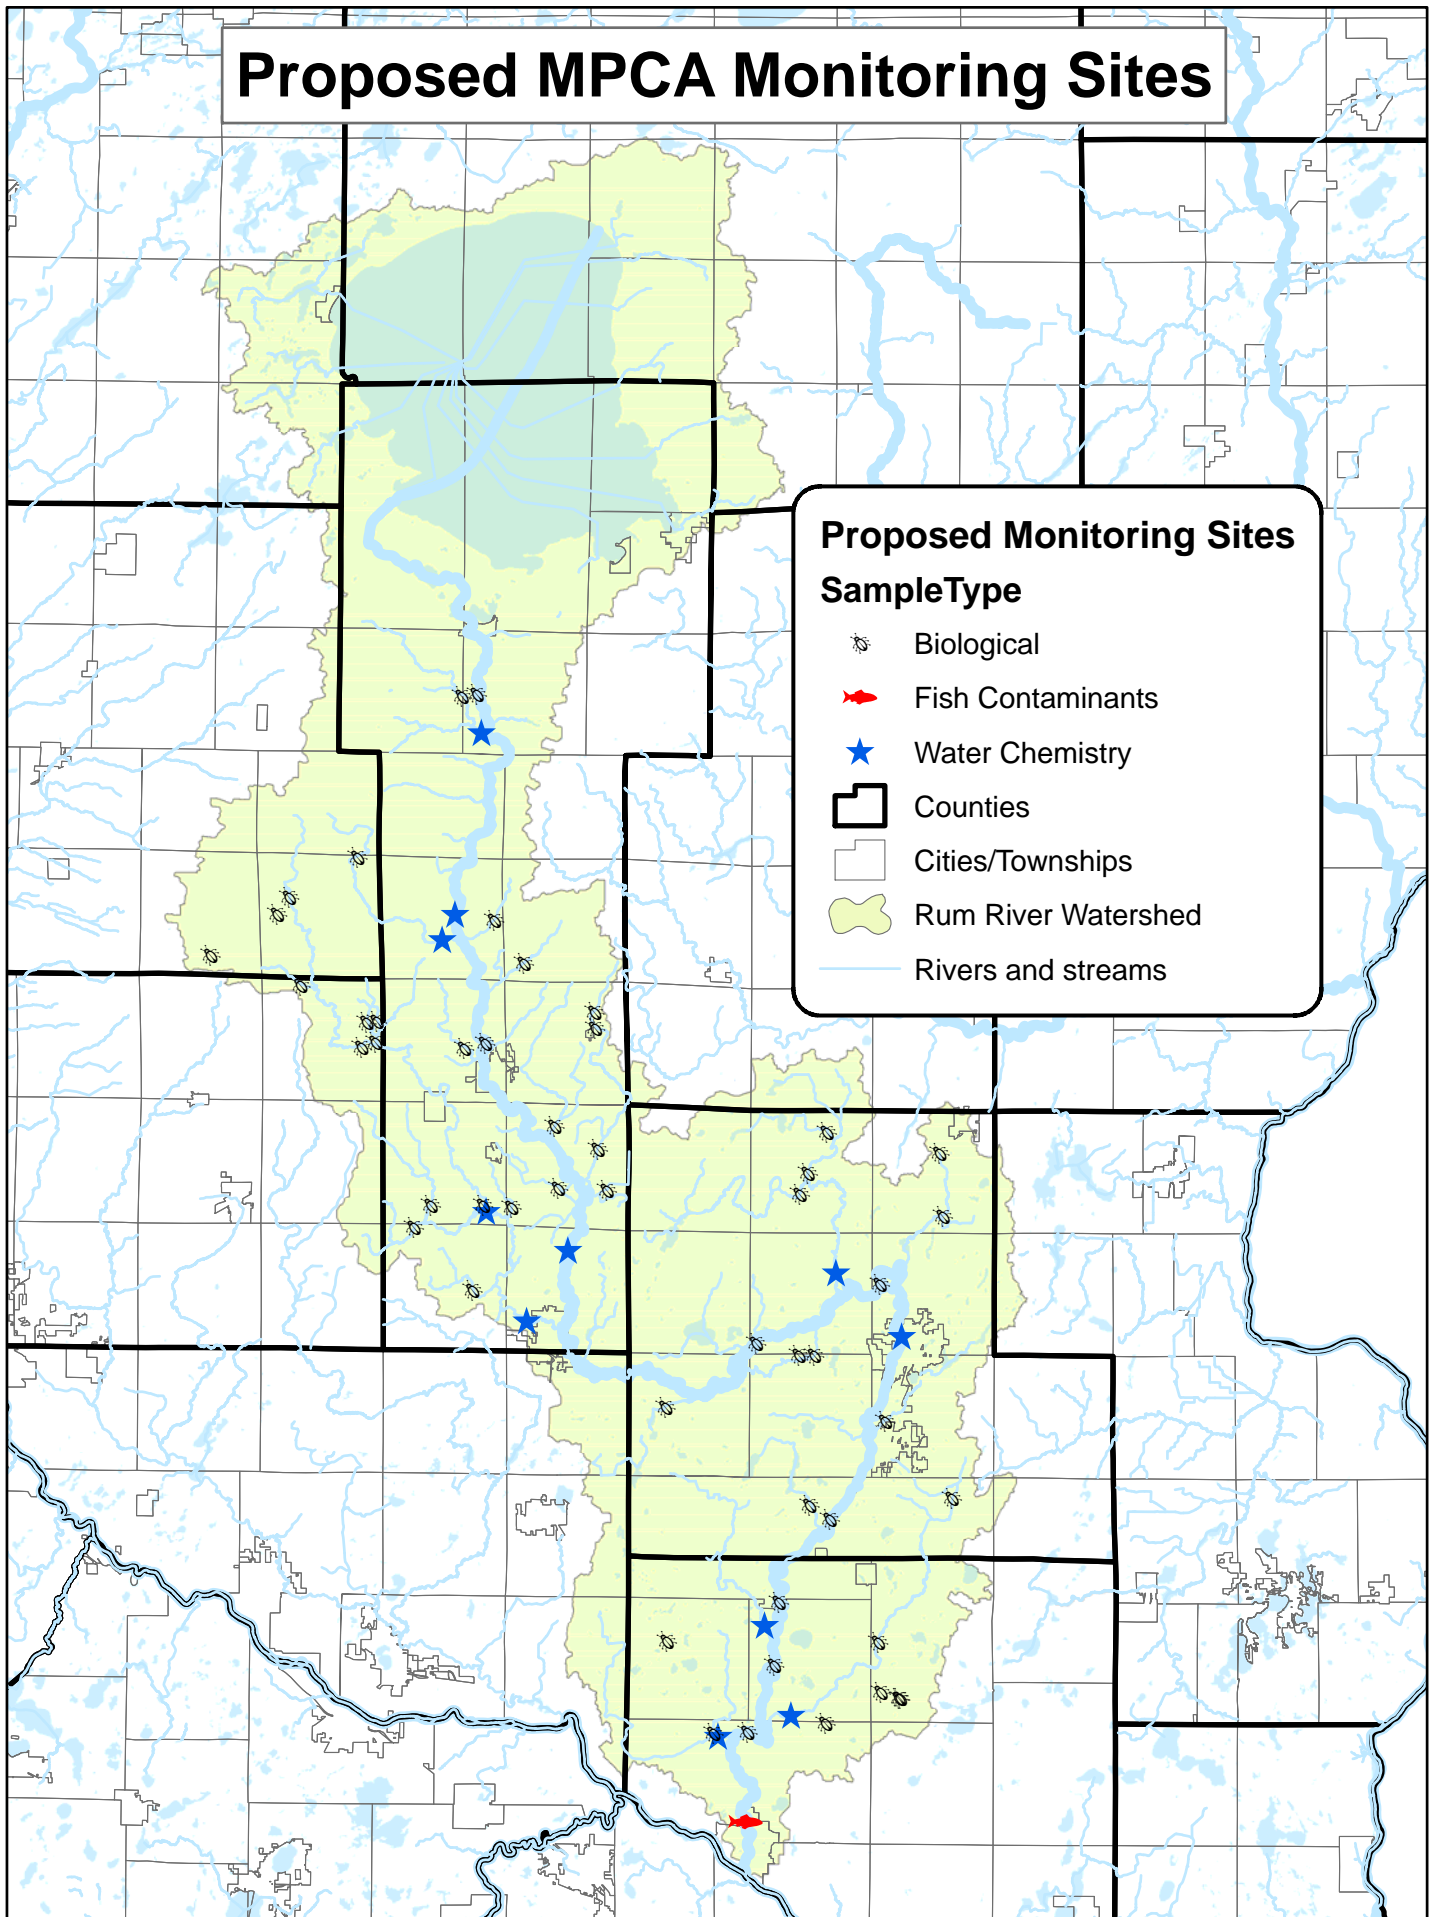 Proposed MPCA Monitoring Sites
Proposed Monitoring Sites
SampleType
Biological
Fish Contaminants
Water Chemistry
Counties
Cities/Townships
Rum River Watershed
Rivers and streams